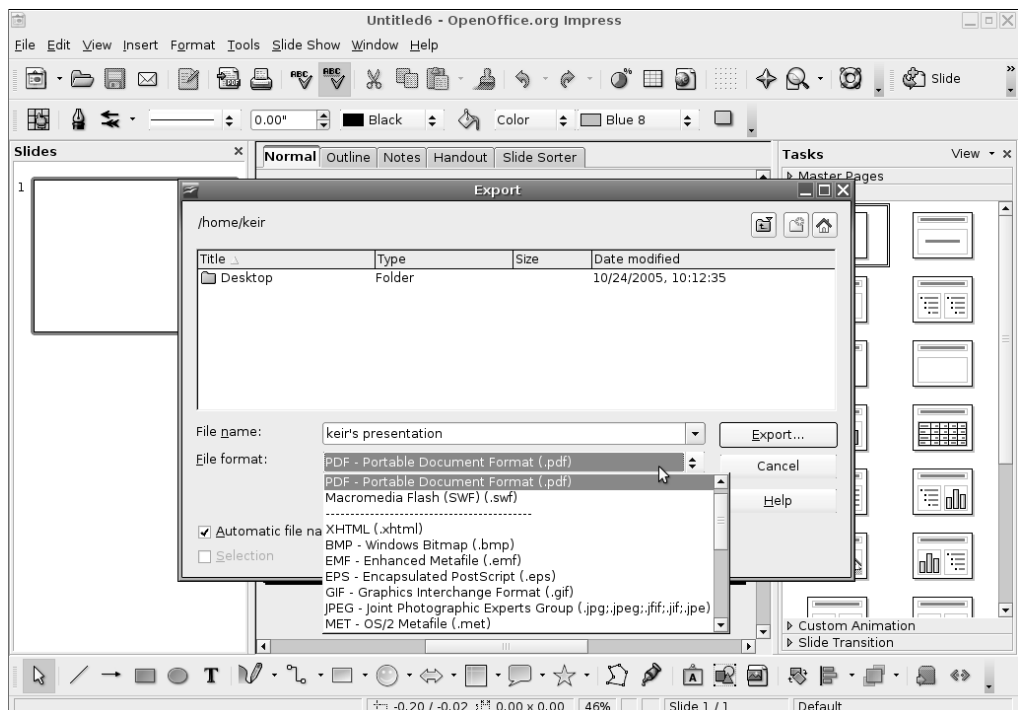 Untitled6 - OpenOffice.org Impress
File Edit View Insert Format Tools Slide Show Window Help
ABC ABC Slide »
0.00" Black Color Blue 8
Slides
Normal Outline Notes Handout Slide Sorter
Tasks View
Master Pages
1
Export
/home/keir
Title Type Size Date modified
Desktop Folder 10/24/2005, 10:12:35
File name: keir's presentation Export...
File format: PDF - Portable Document Format (.pdf) Cancel
PDF - Portable Document Format (.pdf)
Macromedia Flash (SWF) (.swf)
Help
----------------------------------------
XHTML (.xhtml)
Automatic file na
BMP - Windows Bitmap (.bmp)
Selection
EMF - Enhanced Metafile (.emf)
EPS - Encapsulated PostScript (.eps)
GIF - Graphics Interchange Format (.gif)
JPEG - Joint Photographic Experts Group (.jpg;.jpeg;.jfif;.jif;.jpe)
MET - OS/2 Metafile (.met)
Custom Animation
Slide Transition
T A
-0.20 / -0.02 0.00 x 0.00 46% Slide 1 / 1 Default